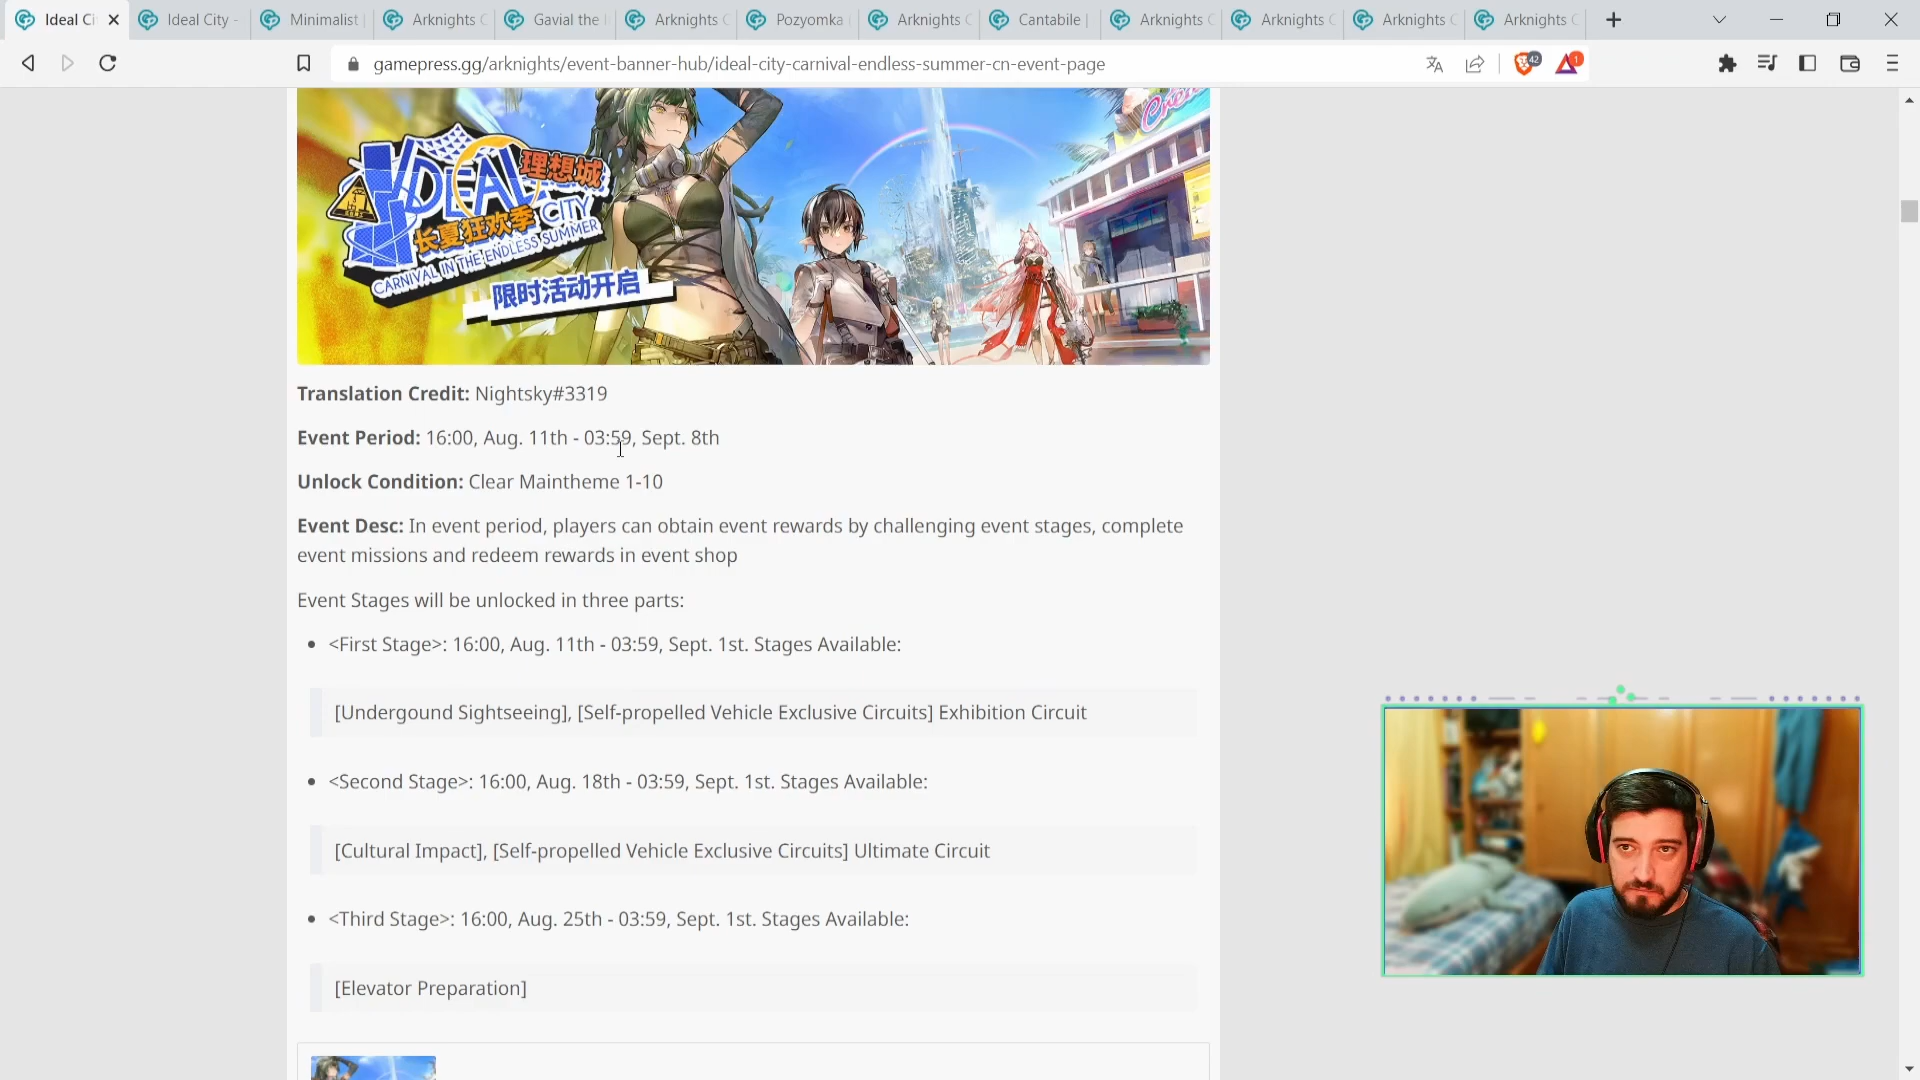 Ideal Ci
Ideal City -
Minimalist |
Arknights C
Gavial the I
Arknights C
Pozyomka
Arknights C
Cantabile |
Arknights C
Arknights C
Arknights C
Arknights C
gamepress.gg/arknights/event-banner-hub/ideal-city-carnival-endless-summer-cn-event-page
42
1
IDEAL
理想城
CITY
长夏狂欢季
CARNIVAL IN THE ENDLESS SUMMER
限时活动开启
Translation Credit: Nightsky#3319
Event Period: 16:00, Aug. 11th - 03:59, Sept. 8th
Unlock Condition: Clear Maintheme 1-10
Event Desc: In event period, players can obtain event rewards by challenging event stages, complete
event missions and redeem rewards in event shop
Event Stages will be unlocked in three parts:
• <First Stage>: 16:00, Aug. 11th - 03:59, Sept. 1st. Stages Available:
[Undergound Sightseeing], [Self-propelled Vehicle Exclusive Circuits] Exhibition Circuit
• <Second Stage>: 16:00, Aug. 18th - 03:59, Sept. 1st. Stages Available:
[Cultural Impact], [Self-propelled Vehicle Exclusive Circuits] Ultimate Circuit
• <Third Stage>: 16:00, Aug. 25th - 03:59, Sept. 1st. Stages Available:
[Elevator Preparation]